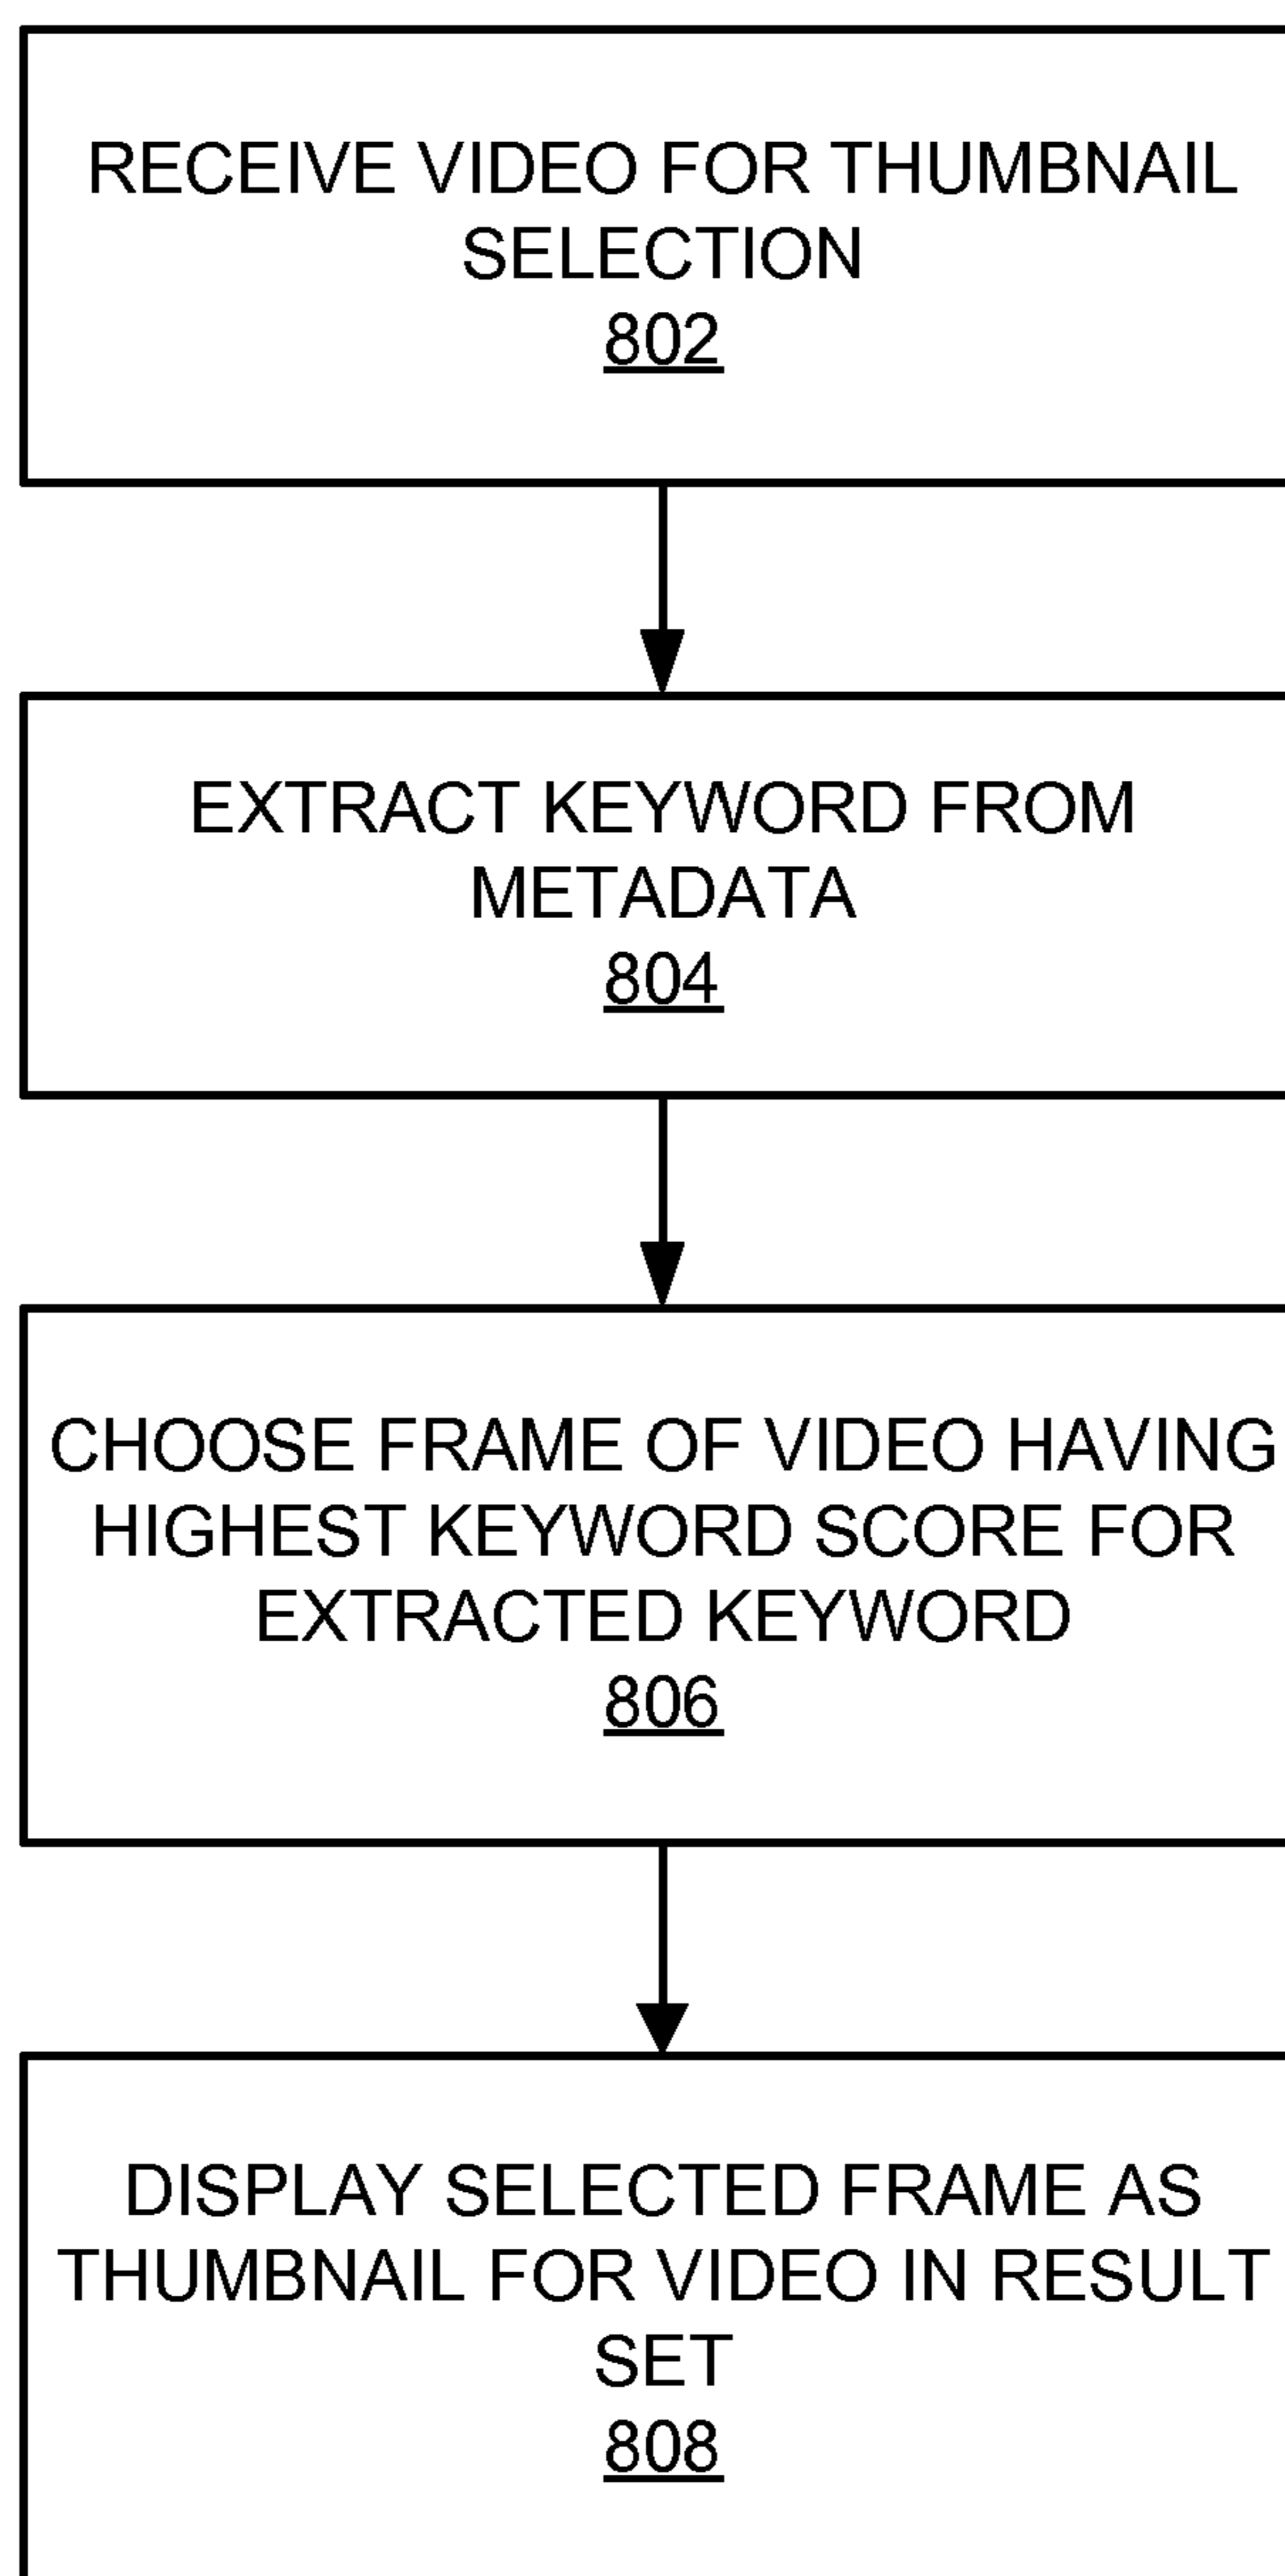 RECEIVE VIDEO FOR THUMBNAIL
SELECTION
802
EXTRACT KEYWORD FROM
METADATA
804
CHOOSE FRAME OF VIDEO HAVING
HIGHEST KEYWORD SCORE FOR
EXTRACTED KEYWORD
806
DISPLAY SELECTED FRAME AS
THUMBNAIL FOR VIDEO IN RESULT
SET
808